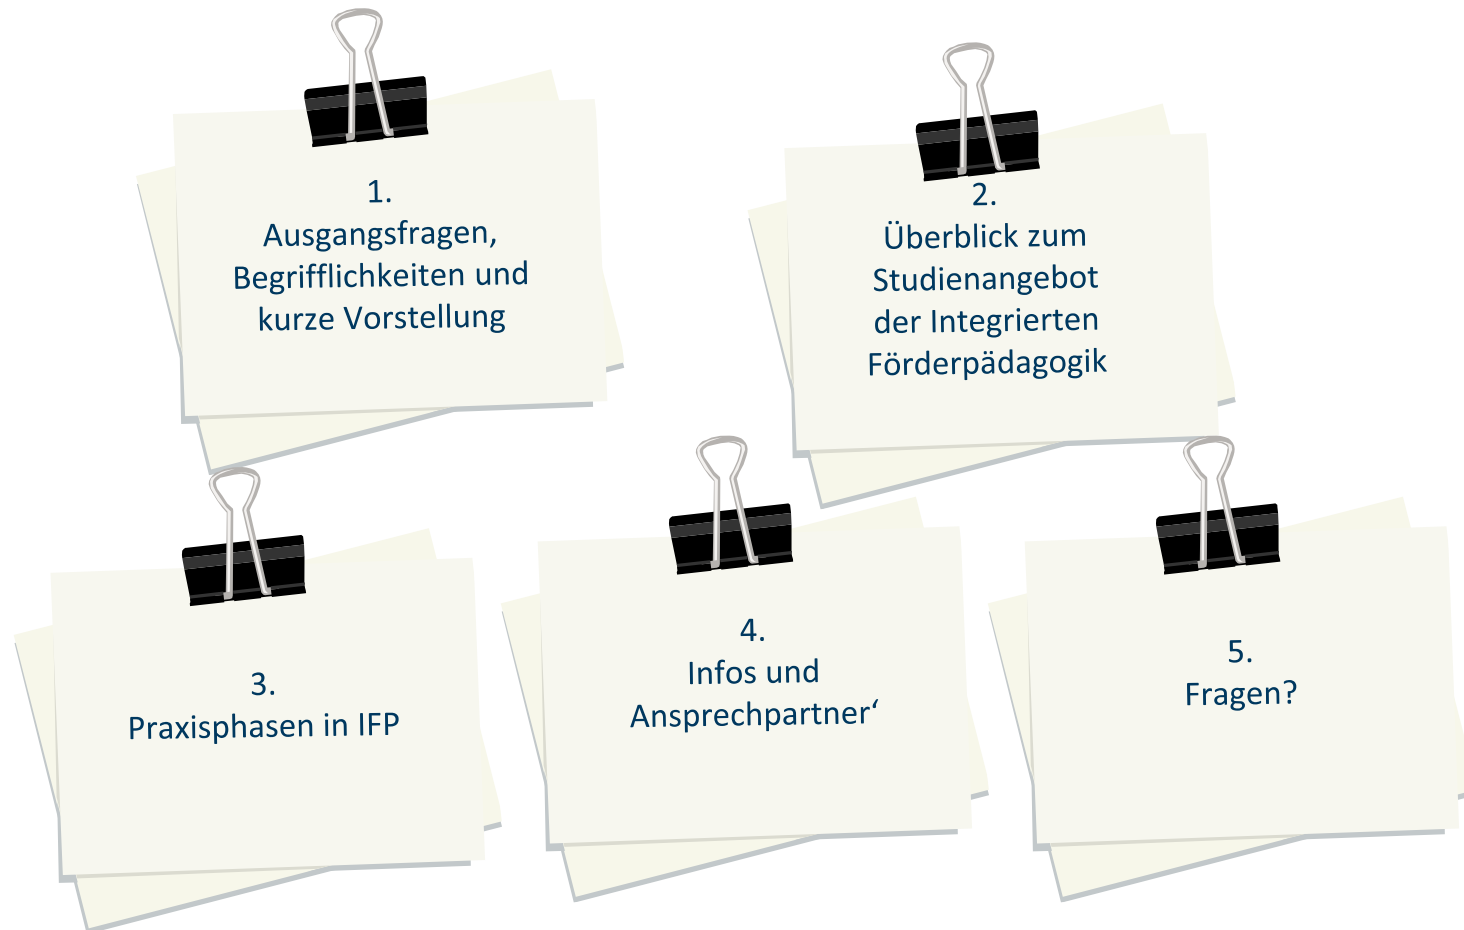 1.
Ausgangsfragen,
Begrifflichkeiten und
kurze Vorstellung
2.
Überblick zum
Studienangebot
der Integrierten
Förderpädagogik
3.
Praxisphasen in IFP
4.
Infos und
Ansprechpartner‘
5.
Fragen?